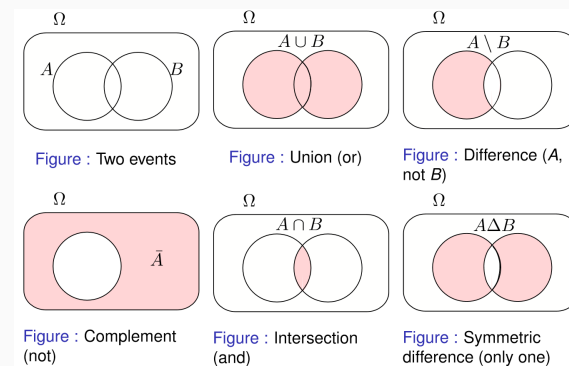 Ω
A
B
Figure : Two events
Ω
A ∪ B
Figure : Union (or)
Ω
A \ B
Figure : Difference (A,
not B)
Ω
Ā
Figure : Complement
(not)
Ω
A ∩ B
Figure : Intersection
(and)
Ω
AΔB
Figure : Symmetric
difference (only one)